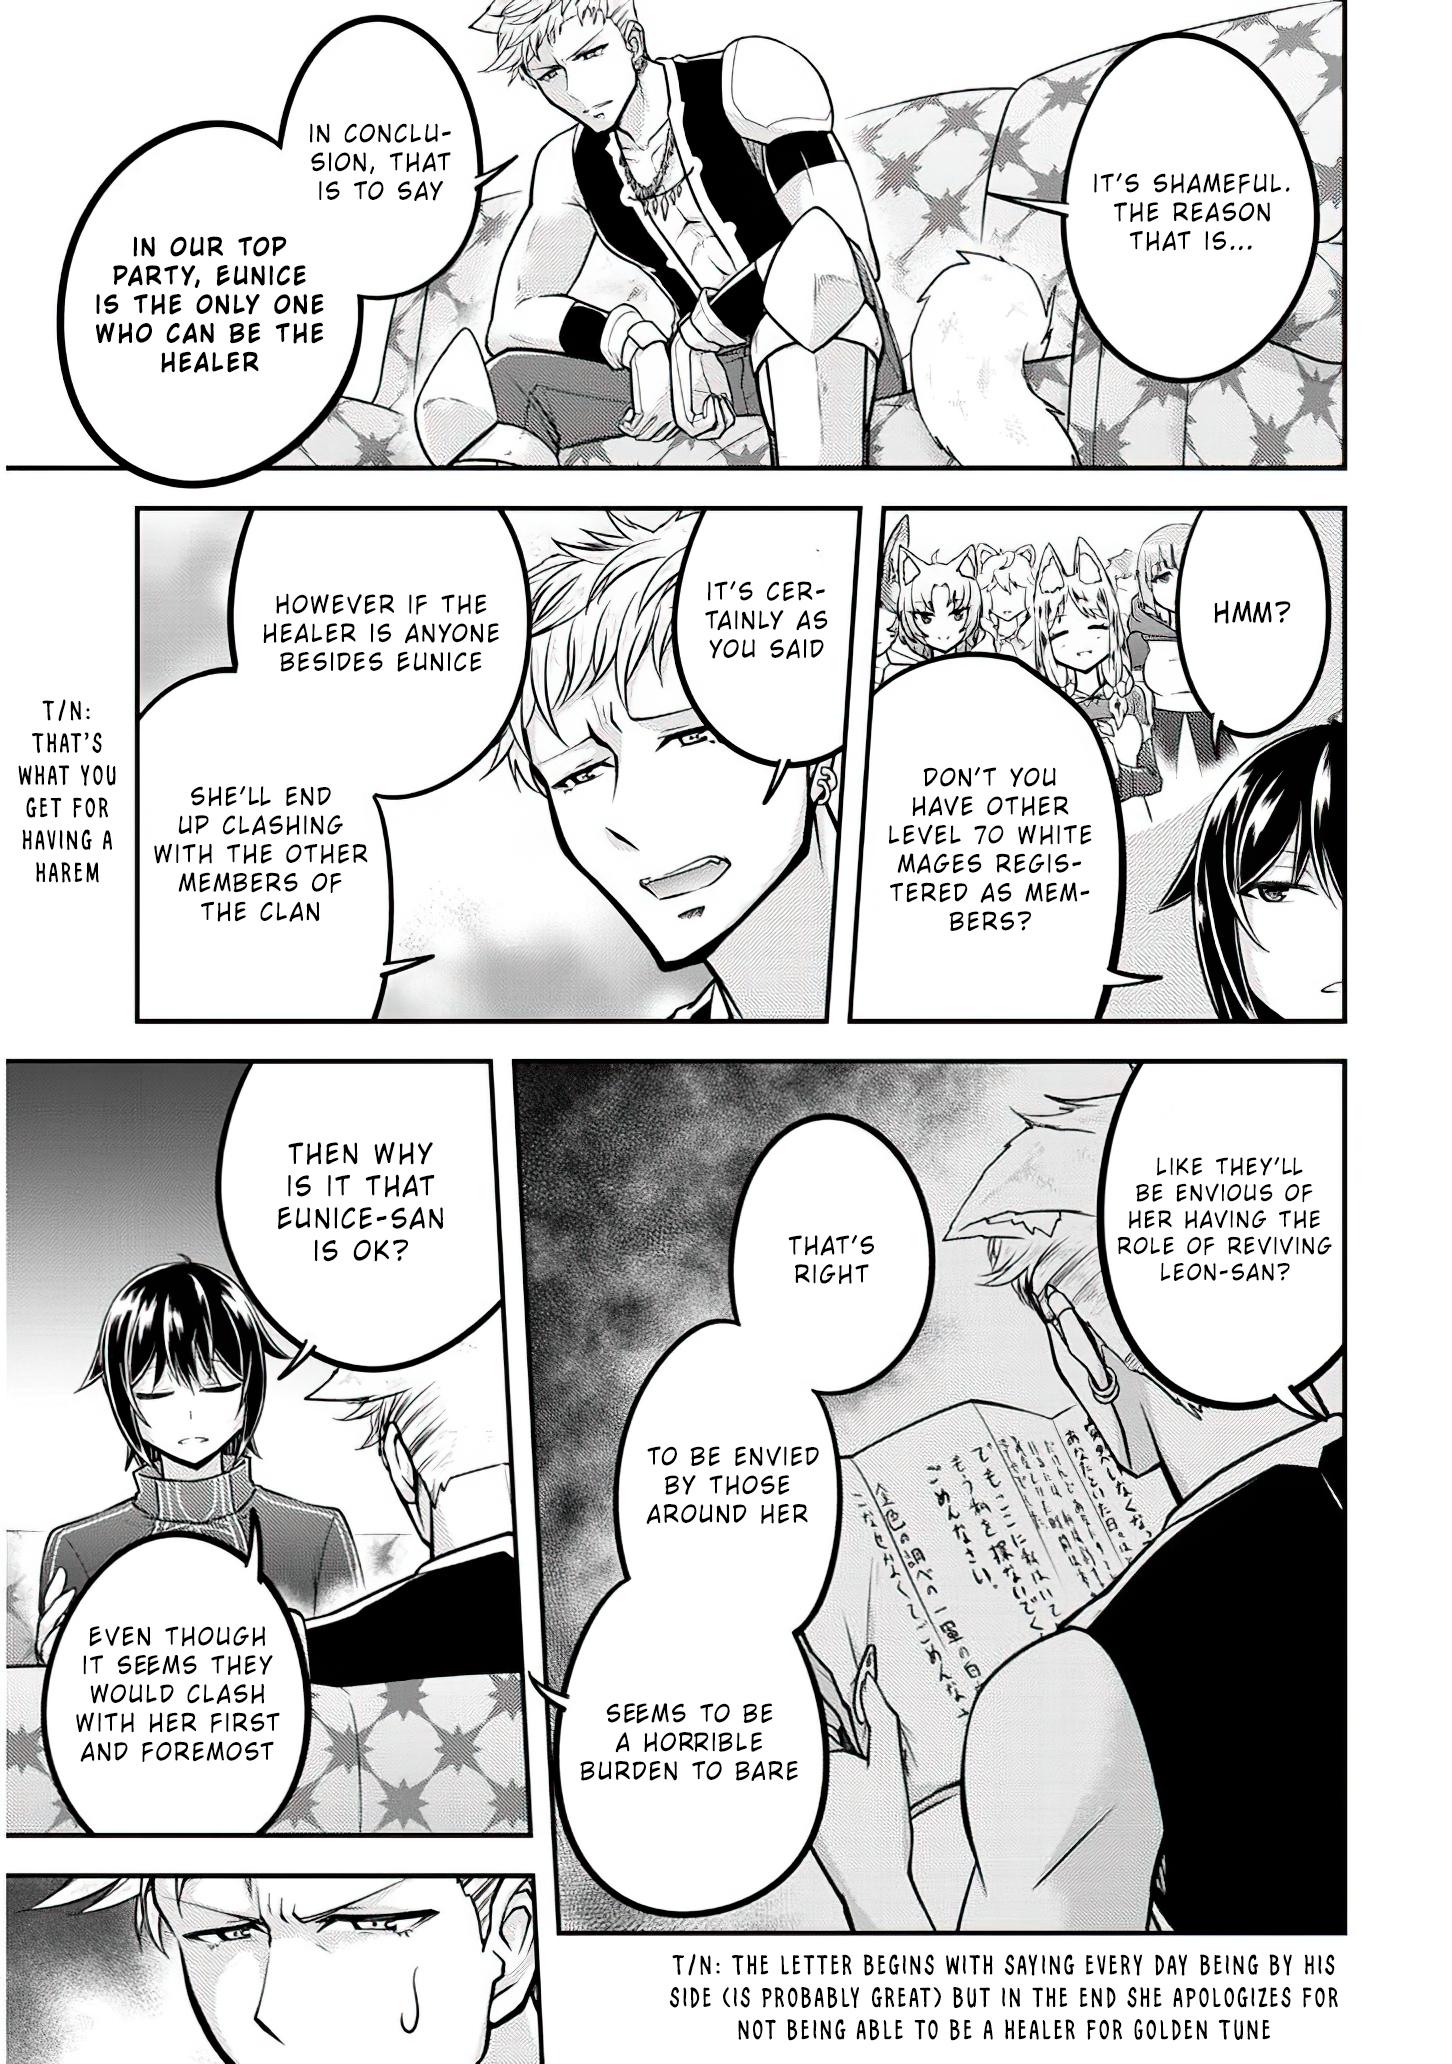 IT'S SHAMEFUL.
THE REASON
THAT IS...
IN CONCLU-
SION, THAT
IS TO SAY
IN OUR TOP
PARTY, EUNICE
IS THE ONLY ONE
WHO CAN BE THE
HEALER
HMM?
DON'T YOU
HAVE OTHER
LEVEL 70 WHITE
MAGES REGIS-
TERED AS MEM-
BERS?
IT'S CER-
TAINLY AS
YOU SAID
HOWEVER IF THE
HEALER IS ANYONE
BESIDES EUNICE
SHE'LL END
UP CLASHING
WITH THE OTHER
MEMBERS OF
THE CLAN
T/N:
THAT'S
WHAT YOU
GET FOR
HAVING A
HAREM
LIKE THEY'LL
BE ENVIOUS OF
HER HAVING THE
ROLE OF REVIVING
LEON-SAN?
THAT'S
RIGHT
TO BE ENVIED
BY THOSE
AROUND HER
SEEMS TO BE
A HORRIBLE
BURDEN TO BARE
でも、ここに私はいて
もう私を探さないでく
ごめんなさい。
THEN WHY
IS IT THAT
EUNICE-SAN
IS OK?
EVEN THOUGH
IT SEEMS THEY
WOULD CLASH
WITH HER FIRST
AND FOREMOST
T/N: THE LETTER BEGINS WITH SAYING EVERY DAY BEING BY HIS
SIDE (IS PROBABLY GREAT) BUT IN THE END SHE APOLOGIZES FOR
NOT BEING ABLE TO BE A HEALER FOR GOLDEN TUNE